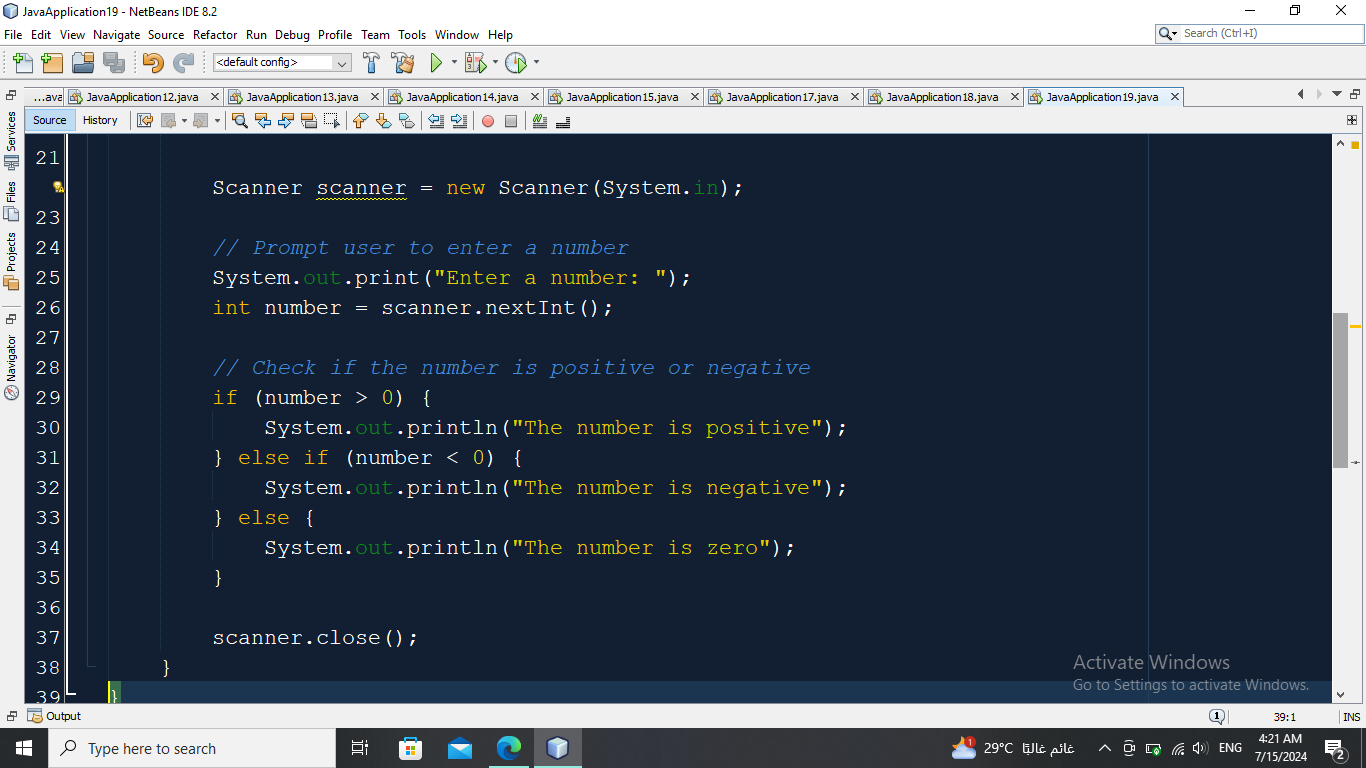 JavaApplication19 - NetBeans IDE 8.2
File Edit View Navigate Source Refactor Run Debug Profile Team Tools Window Help
Search (Ctrl+I)
<default config>
...ava JavaApplication12.java JavaApplication13.java JavaApplication14.java JavaApplication15.java JavaApplication17.java JavaApplication18.java JavaApplication19.java
Source History
Services
Files
Projects
Navigator
21
Scanner scanner = new Scanner(System.in);
23
24 // Prompt user to enter a number
25 System.out.print("Enter a number: ");
26 int number = scanner.nextInt();
27
28 // Check if the number is positive or negative
29 if (number > 0) {
30 System.out.println("The number is positive");
31 } else if (number < 0) {
32 System.out.println("The number is negative");
33 } else {
34 System.out.println("The number is zero");
35 }
36
37 scanner.close();
38 }
39 }
Activate Windows
Go to Settings to activate Windows.
Output
1
39:1
INS
Type here to search
1
29°C غائم غالبًا
ENG
4:21 AM
7/15/2024
2